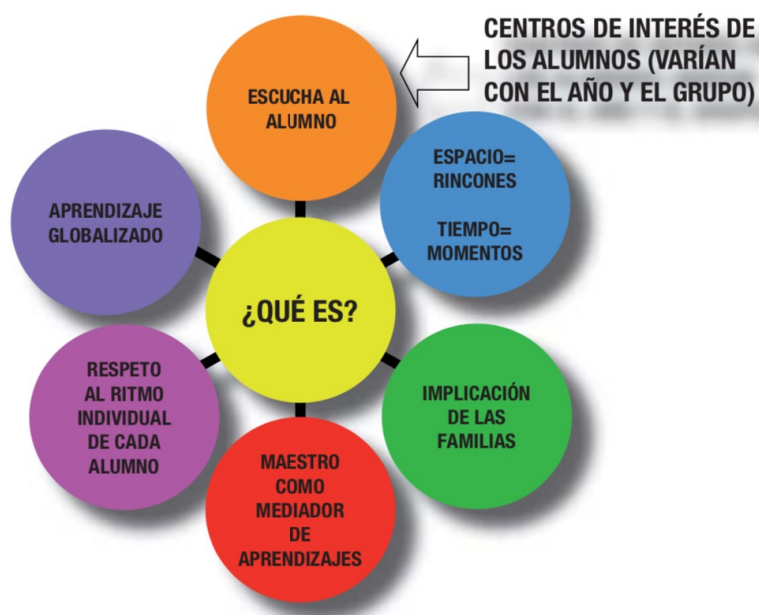 CENTROS DE INTERÉS DE
LOS ALUMNOS (VARÍAN
CON EL AÑO Y EL GRUPO)
ESCUCHA AL
ALUMNO
ESPACIO=
RINCONES
TIEMPO=
MOMENTOS
APRENDIZAJE
GLOBALIZADO
¿QUÉ ES?
RESPETO
AL RITMO
INDIVIDUAL
DE CADA
ALUMNO
IMPLICACIÓN
DE LAS
FAMILIAS
MAESTRO
COMO
MEDIADOR
DE
APRENDIZAJES